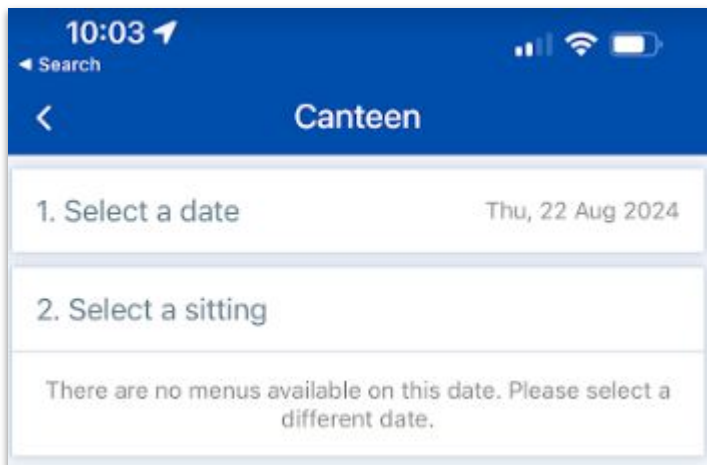 10:03
◀ Search
Canteen
1. Select a date
Thu, 22 Aug 2024
2. Select a sitting
There are no menus available on this date. Please select a
different date.